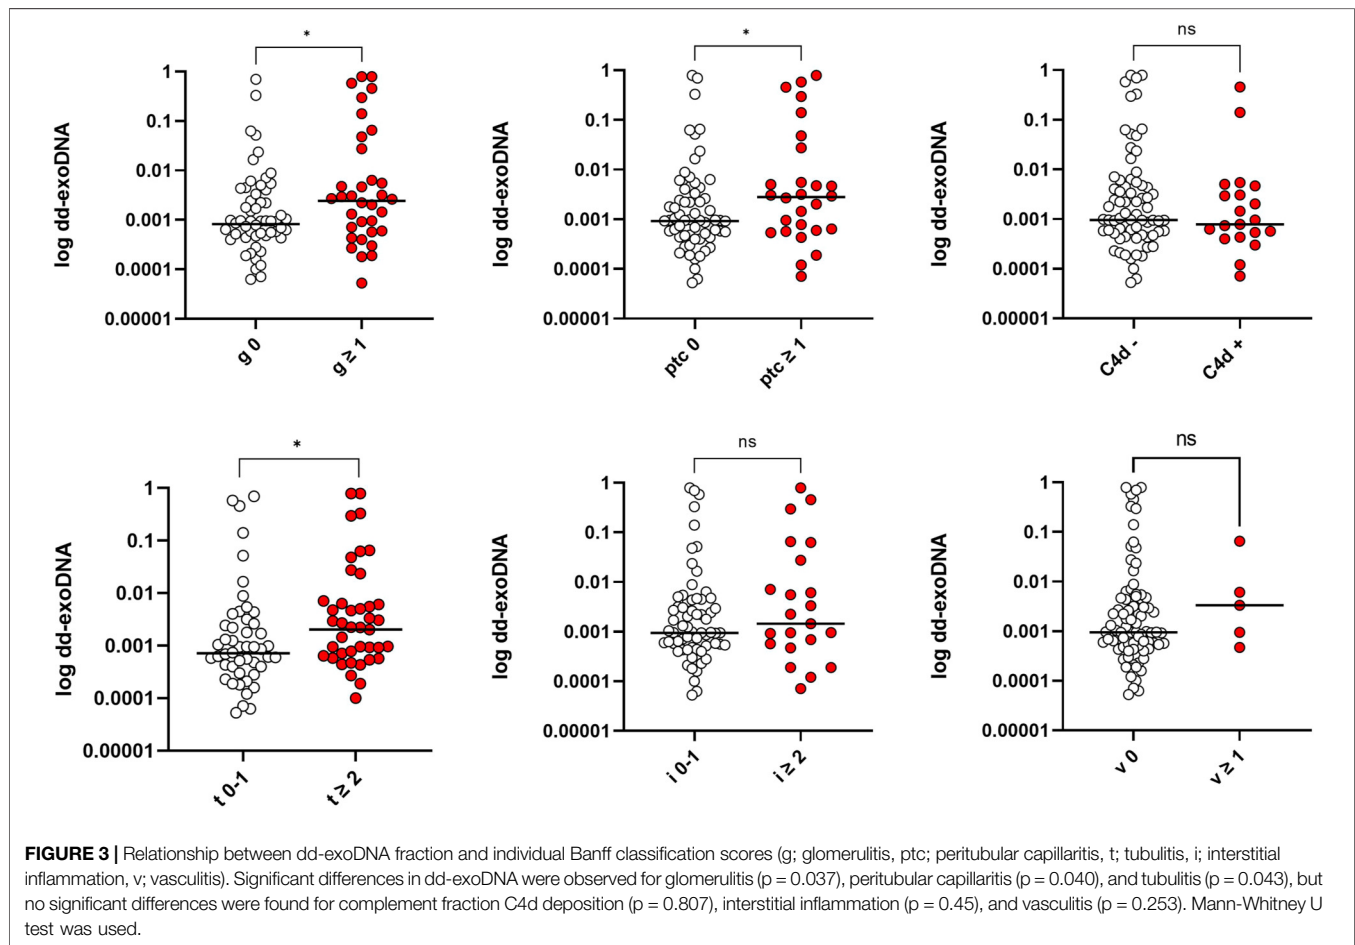 *
log dd-exoDNA
1
0.1
0.01
0.001
0.0001
0.00001
g 0
g ≥ 1
*
log dd-exoDNA
1
0.1
0.01
0.001
0.0001
0.00001
ptc 0
ptc ≥ 1
ns
log dd-exoDNA
1
0.1
0.01
0.001
0.0001
0.00001
C4d -
C4d +
*
log dd-exoDNA
1
0.1
0.01
0.001
0.0001
0.00001
t 0-1
t ≥ 2
ns
log dd-exoDNA
1
0.1
0.01
0.001
0.0001
0.00001
i 0-1
i ≥ 2
ns
log dd-exoDNA
1
0.1
0.01
0.001
0.0001
0.00001
v 0
v ≥ 1
FIGURE 3 | Relationship between dd-exoDNA fraction and individual Banff classification scores (g; glomerulitis, ptc; peritubular capillaritis, t; tubulitis, i; interstitial
inflammation, v; vasculitis). Significant differences in dd-exoDNA were observed for glomerulitis (p = 0.037), peritubular capillaritis (p = 0.040), and tubulitis (p = 0.043), but
no significant differences were found for complement fraction C4d deposition (p = 0.807), interstitial inflammation (p = 0.45), and vasculitis (p = 0.253). Mann-Whitney U
test was used.